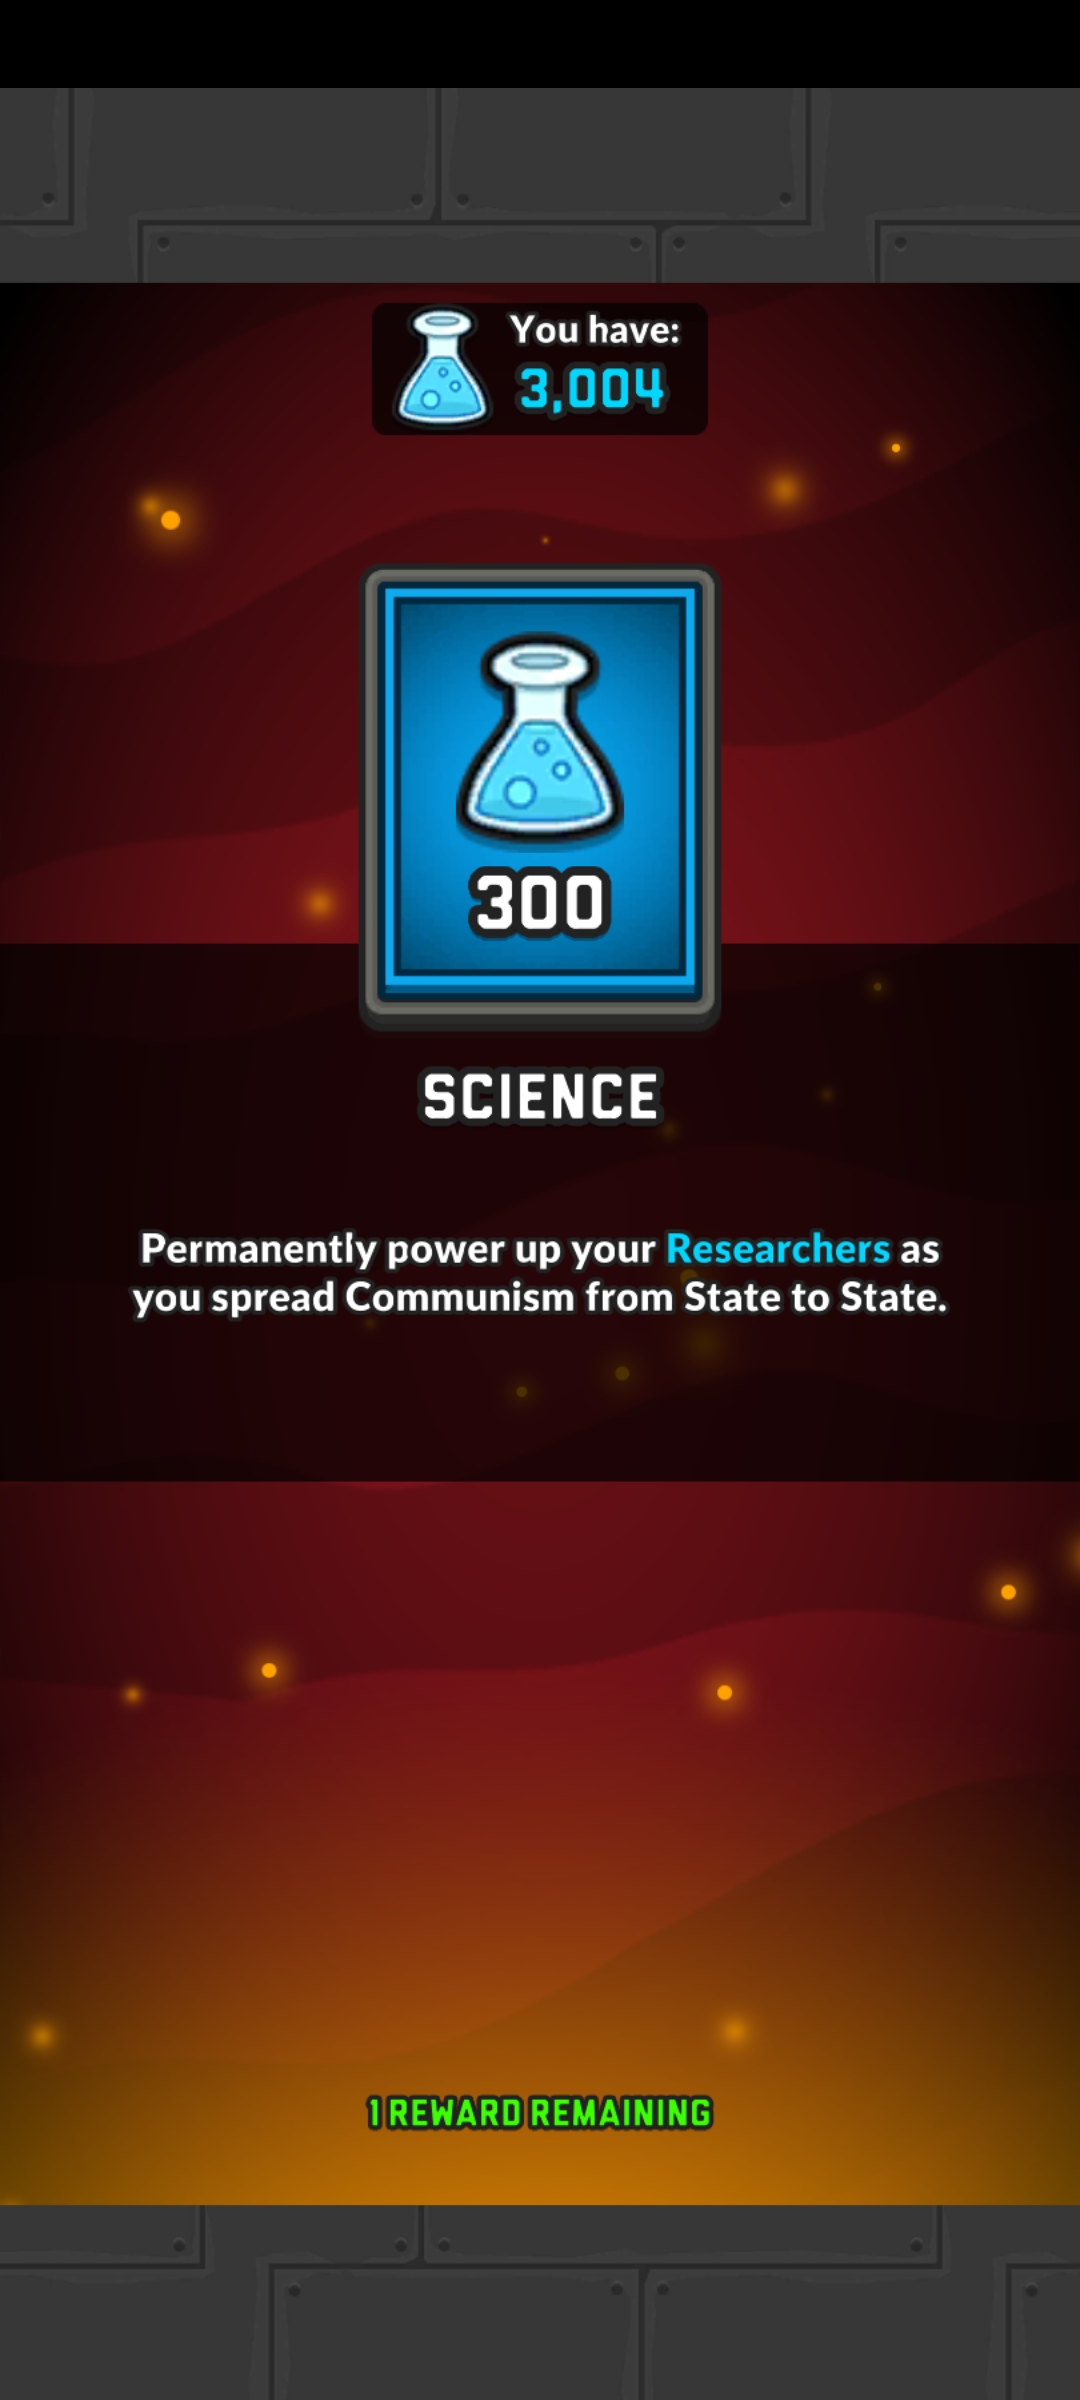 You have:
3,004
300
SCIENCE
Permanently power up your Researchers as
you spread Communism from State to State.
1 REWARD REMAINING